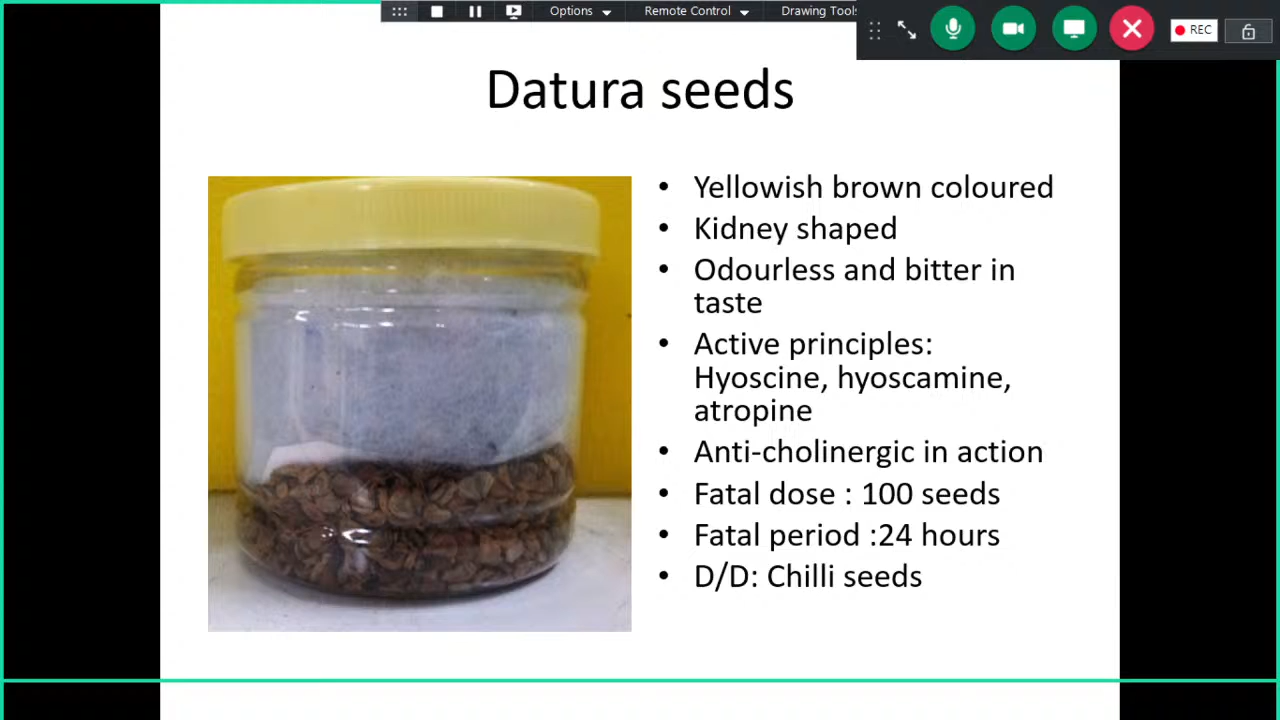 Options Remote Control Drawing Tools
REC
Datura seeds
• Yellowish brown coloured
• Kidney shaped
• Odourless and bitter in
taste
• Active principles:
Hyoscine, hyoscamine,
atropine
• Anti-cholinergic in action
• Fatal dose : 100 seeds
• Fatal period :24 hours
• D/D: Chilli seeds